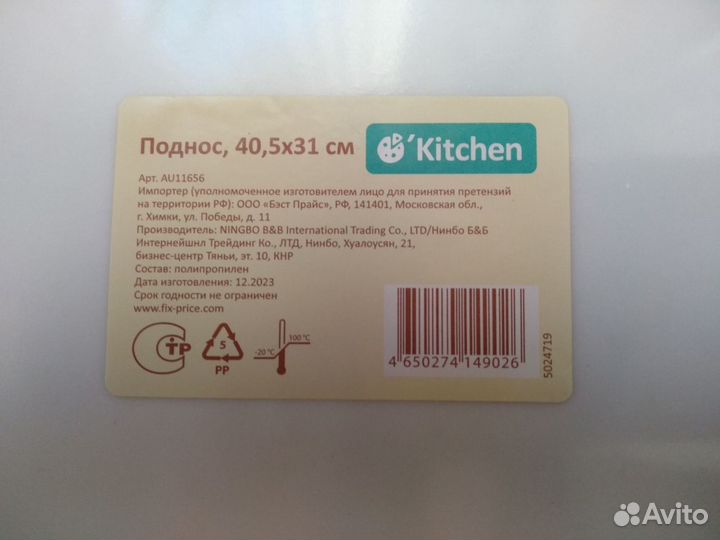 Поднос, 40,5х31 см
'Kitchen
Арт. AU11656
Импортер (уполномоченное изготовителем лицо для принятия претензий
на территории РФ): ООО «Бэст Прайс», РФ, 141401, Московская обл.,
г. Химки, ул. Победы, д. 11
Производитель: NINGBO B&B International Trading Co., LTD/Нинбо Б&Б
Интернейшнл Трейдинг Ко., ЛТД, Нинбо, Хуалоусян, 21,
бизнес-центр Тяньи, эт. 10, КНР
Состав: полипропилен
Дата изготовления: 12.2023
Срок годности не ограничен
www.fix-price.com
СТР
5
PP
-20 °C
100 °C
4 650274 149026
5024719
Avito